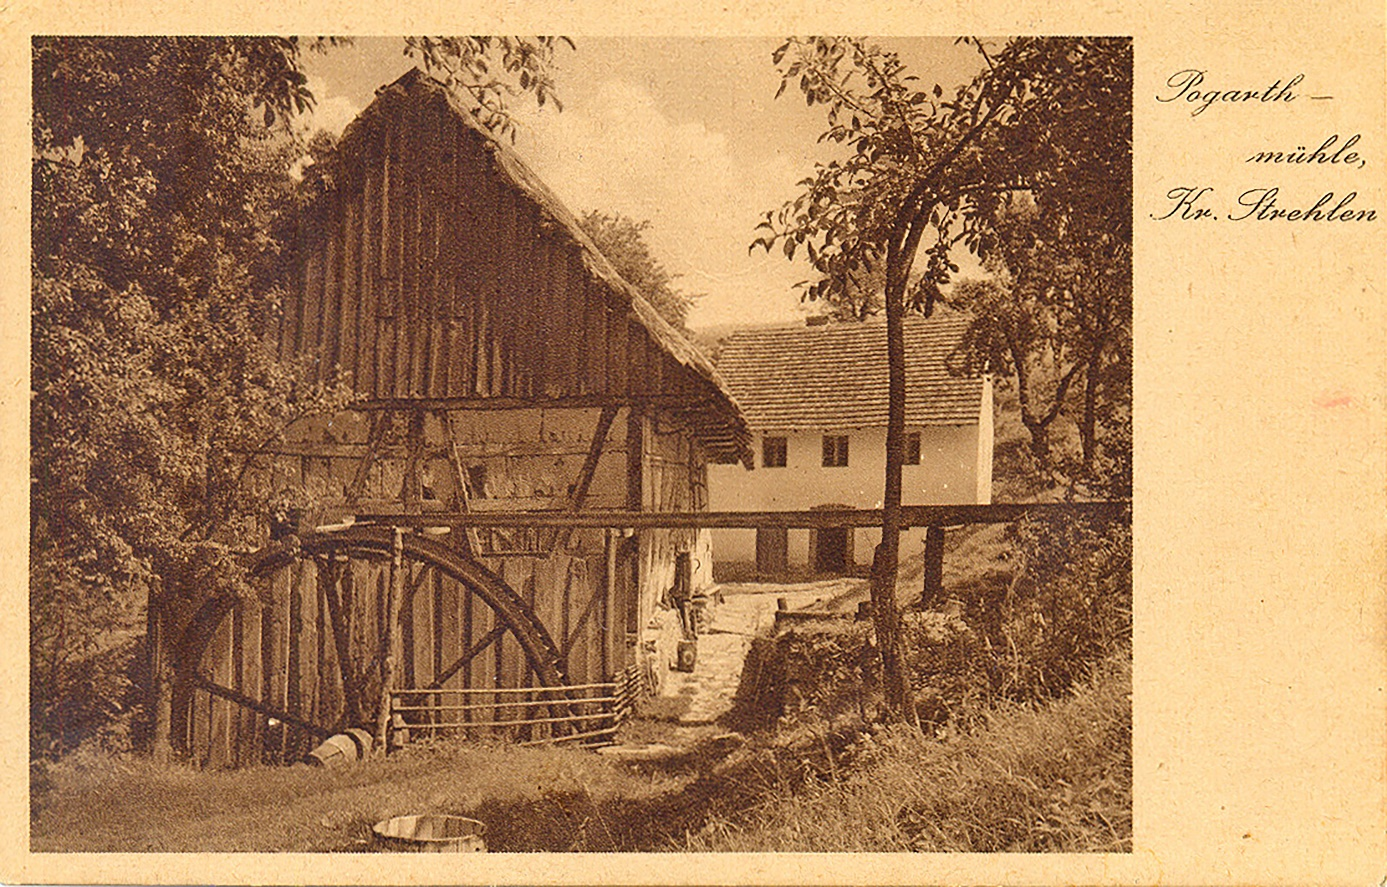 Pogarth –
mühle,
Kr. Strehlen